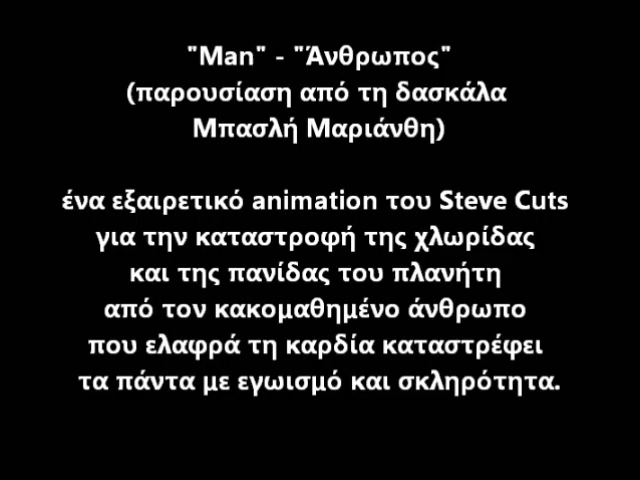 "Man" - "Άνθρωπος"
(παρουσίαση από τη δασκάλα
Μπασλή Μαριάνθη)
ένα εξαιρετικό animation του Steve Cuts
για την καταστροφή της χλωρίδας
και της πανίδας του πλανήτη
από τον κακομαθημένο άνθρωπο
που ελαφρά τη καρδία καταστρέφει
τα πάντα με εγωισμό και σκληρότητα.